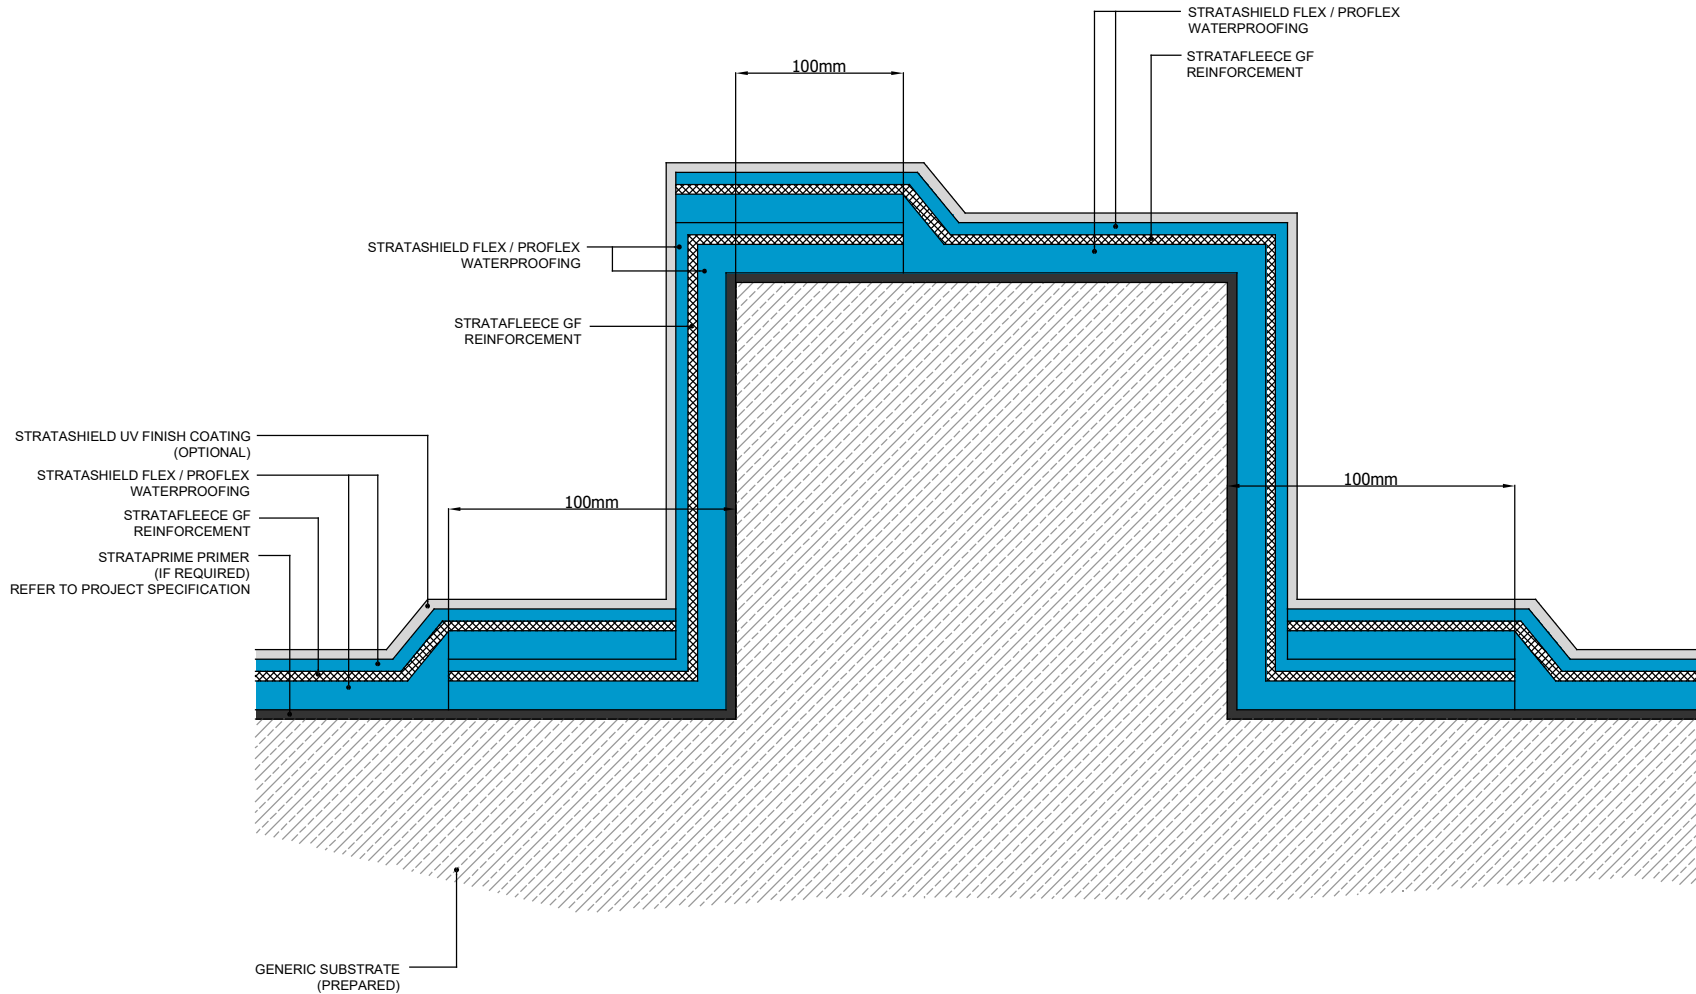 STRATASHIELD FLEX / PROFLEX
WATERPROOFING
STRATAFLEECE GF
REINFORCEMENT
100mm
STRATASHIELD FLEX / PROFLEX
WATERPROOFING
STRATAFLEECE GF
REINFORCEMENT
STRATASHIELD UV FINISH COATING
(OPTIONAL)
STRATASHIELD FLEX / PROFLEX
WATERPROOFING
STRATAFLEECE GF
REINFORCEMENT
STRATAPRIME PRIMER
(IF REQUIRED)
REFER TO PROJECT SPECIFICATION
100mm
100mm
GENERIC SUBSTRATE
(PREPARED)